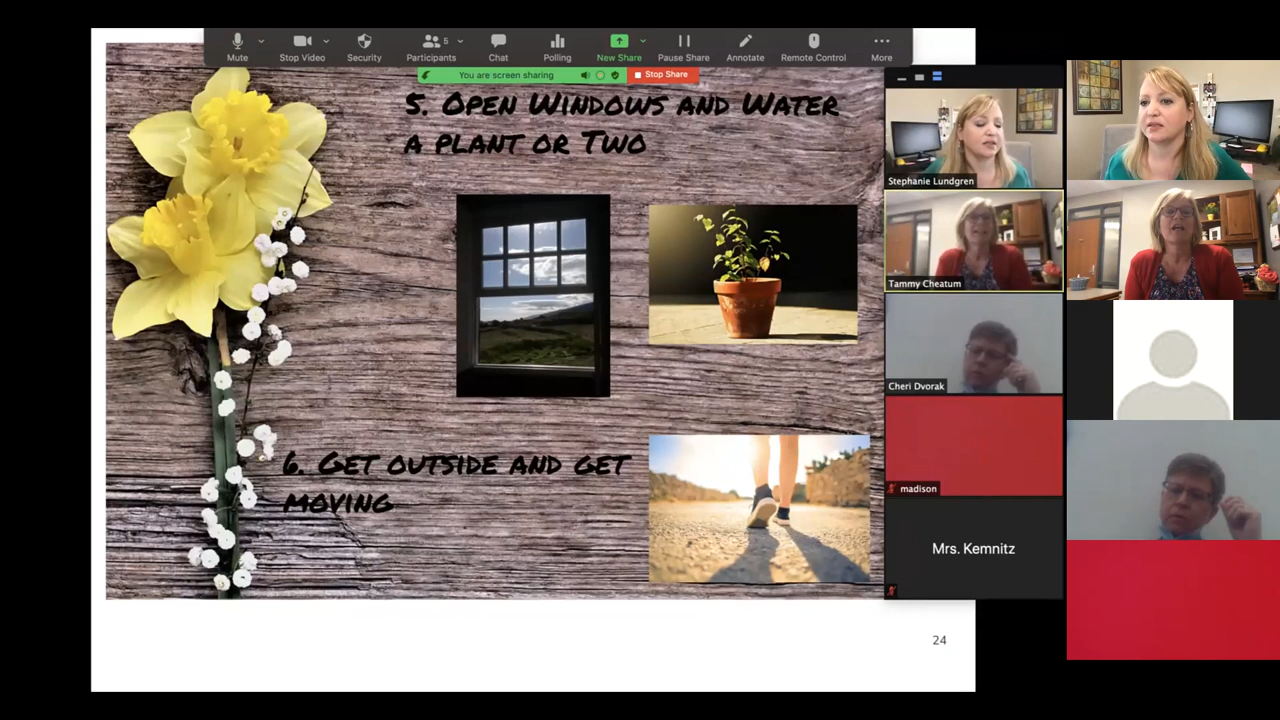 5
Mute
Stop Video
Security
Participants
Chat
Polling
New Share
Pause Share
Annotate
Remote Control
More
You are screen sharing
Stop Share
5. Open Windows and Water
a plant or Two
Stephanie Lundgren
Tammy Cheatum
Cheri Dvorak
6. Get outside and get
moving
madison
Mrs. Kemnitz
24